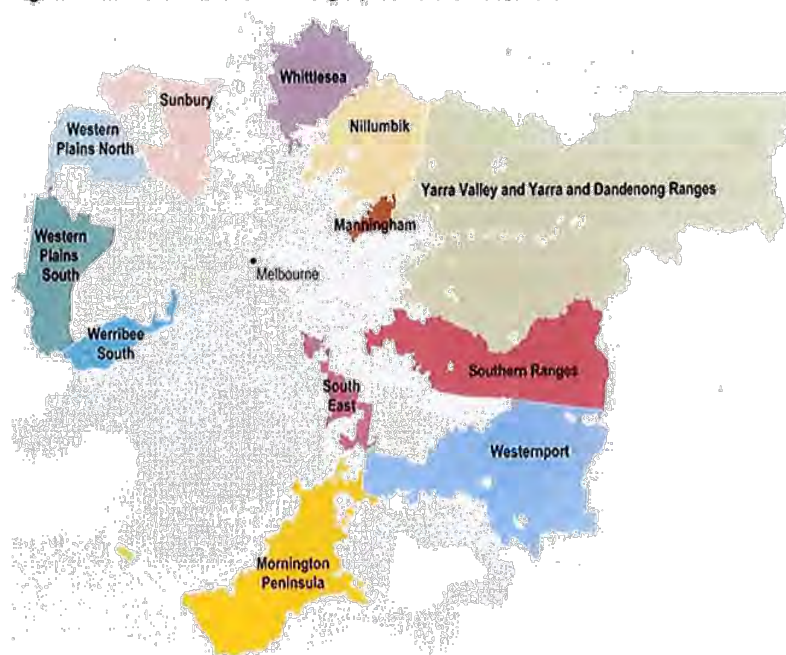 Whittlesea
Sunbury
Western
Plains North
Nillumbik
Yarra Valley and Yarra and Dandenong Ranges
Manningham
Western
Plains
South
Melbourne
Werribee
South
Southern Ranges
South
East
Westernport
Mornington
Peninsula